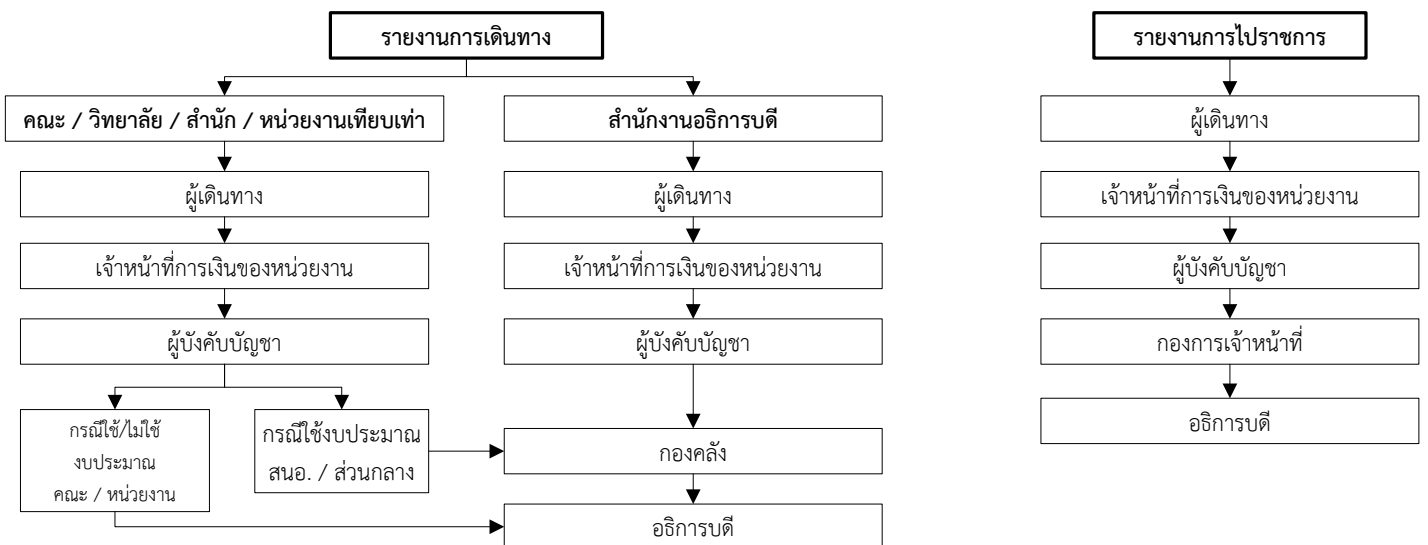 รายงานการเดินทาง
คณะ / วิทยาลัย / สำนัก / หน่วยงานเทียบเท่า
ผู้เดินทาง
เจ้าหน้าที่การเงินของหน่วยงาน
ผู้บังคับบัญชา
กรณีใช้/ไม่ใช้
งบประมาณ
คณะ / หน่วยงาน
กรณีใช้งบประมาณ
สนอ. / ส่วนกลาง
สำนักงานอธิการบดี
ผู้เดินทาง
เจ้าหน้าที่การเงินของหน่วยงาน
ผู้บังคับบัญชา
กองคลัง
อธิการบดี
รายงานการไปราชการ
ผู้เดินทาง
เจ้าหน้าที่การเงินของหน่วยงาน
ผู้บังคับบัญชา
กองการเจ้าหน้าที่
อธิการบดี